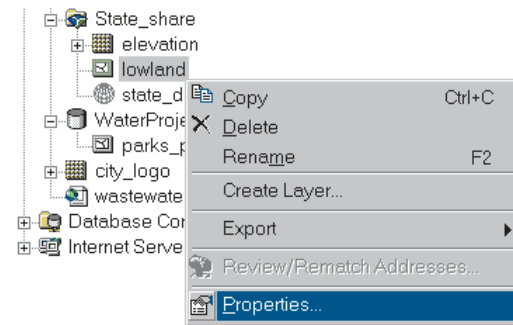 State_share
elevation
lowland
state_d
WaterProje
parks_p
city_logo
wastewate
Database Cor
Internet Serve
Copy Ctrl+C
Delete
Rename F2
Create Layer...
Export
Review/Rematch Addresses...
Properties...